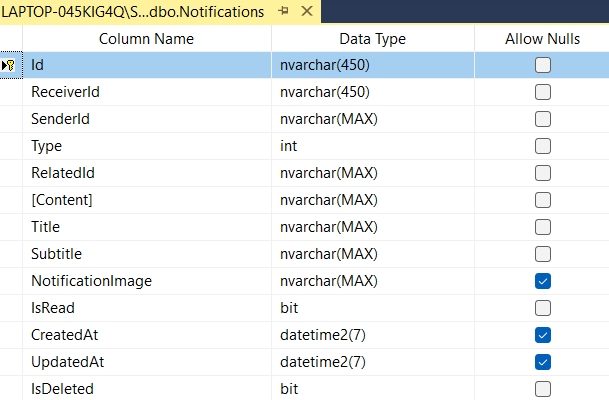 LAPTOP-045KIG4Q\S...dbo.Notifications
Column Name Data Type Allow Nulls
Id nvarchar(450)
ReceiverId nvarchar(450)
SenderId nvarchar(MAX)
Type int
RelatedId nvarchar(MAX)
[Content] nvarchar(MAX)
Title nvarchar(MAX)
Subtitle nvarchar(MAX)
NotificationImage nvarchar(MAX)
IsRead bit
CreatedAt datetime2(7)
UpdatedAt datetime2(7)
IsDeleted bit